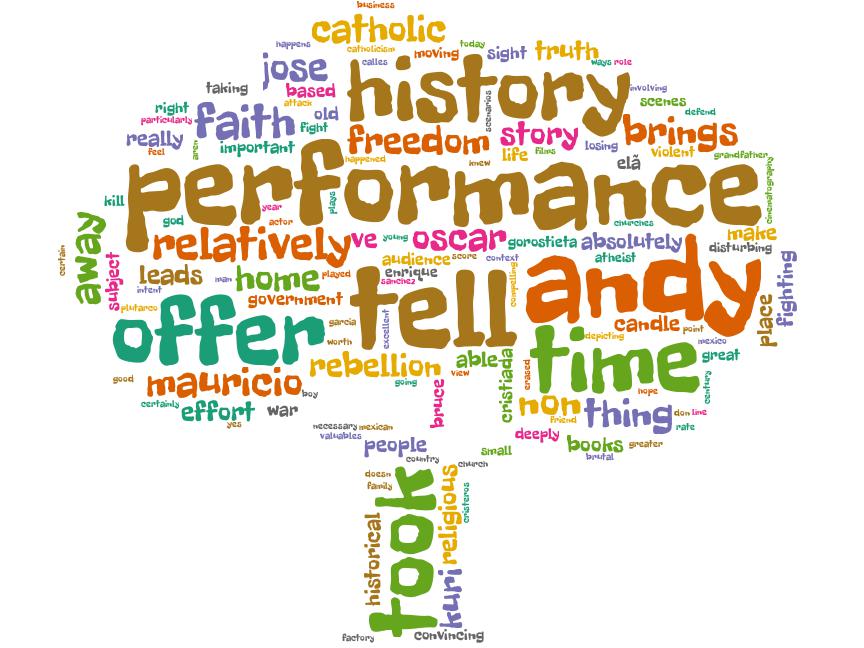 business
catholic
happens
catholicism
moving
today
sight
truth
jose
calles
ways
role
history
taking
based
attack
scenarios
involving
right
particularly
faith
old
fight
scenes
defend
really
feel
aren
important
freedom
story
losing
brings
happened
knew
life
films
elã
violent
grandfather
performance
cinematography
kill
god
year
actor
plays
churches
make
away
certain
subject
relatively
ve
young
oscar
gorostieta
absolutely
disturbing
atheist
fighting
audience
score
context
leads
intent
man
home
played
enrique
sanchez
compelling
tell
andy
place
plutarco
government
offer
garcia
worth
excellent
candle
point
depicting
mexico
time
rebellion
able
view
going
great
century
good
mauricio
boy
bruce
cristiada
erased
hope
certainly
effort
war
yes
non
friend
thing
don
line
rate
necessary
mexican
valuables
people
deeply
books
greater
brutal
small
country
church
doesn
family
took
religious
cristeros
historical
kuri
factory
convincing